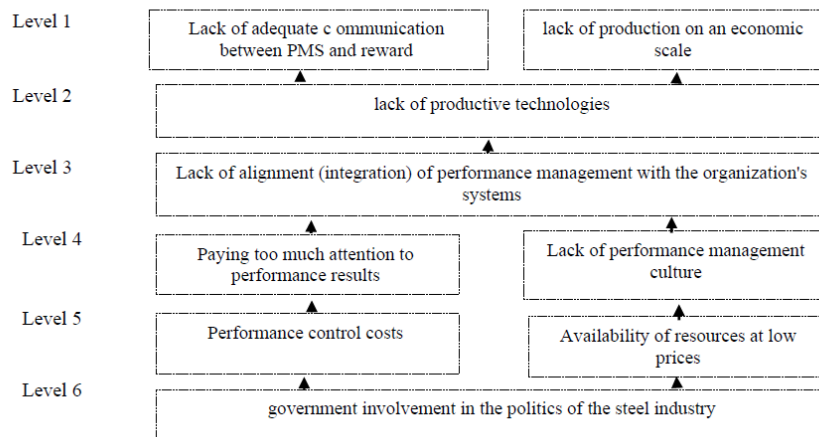 Level 1
Lack of adequate c ommunication
between PMS and reward
lack of production on an economic
scale
Level 2
lack of productive technologies
Level 3
Lack of alignment (integration) of performance management with the organization's
systems
Level 4
Paying too much attention to
performance results
Lack of performance management
culture
Level 5
Performance control costs
Availability of resources at low
prices
Level 6
government involvement in the politics of the steel industry